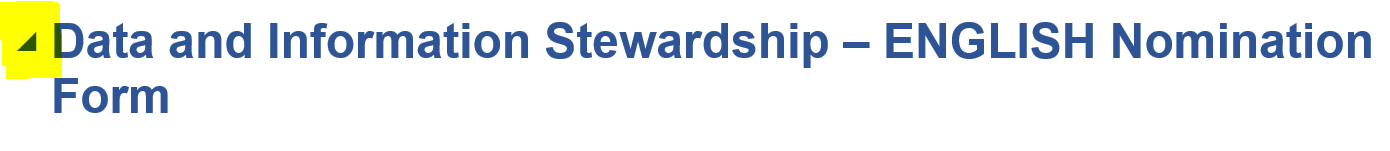 Data and Information Stewardship – ENGLISH Nomination
Form